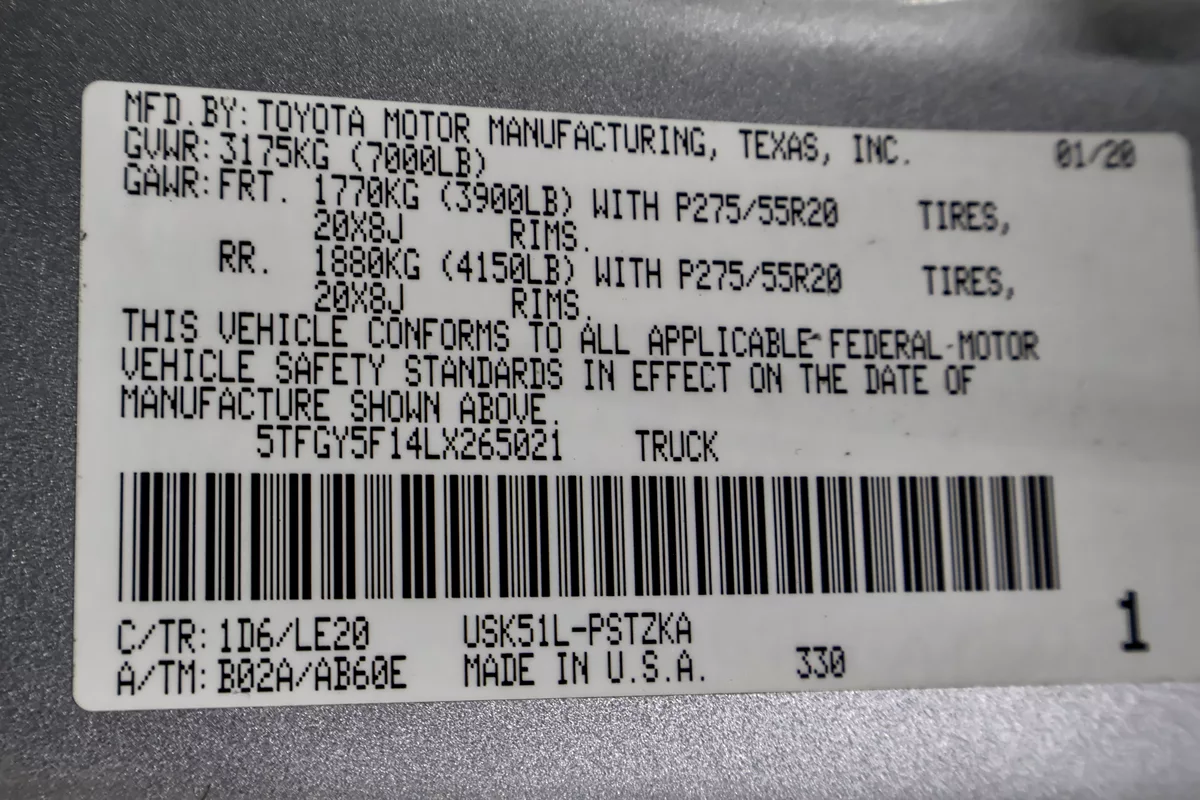 MFD.BY: TOYOTA MOTOR MANUFACTURING, TEXAS, INC. 01/20
GVWR: 3175KG (7000LB)
GAWR: FRT. 1770KG (3900LB) WITH P275/55R20 TIRES,
20X8J RIMS.
RR. 1880KG (4150LB) WITH P275/55R20 TIRES,
20X8J RIMS.
THIS VEHICLE CONFORMS TO ALL APPLICABLE FEDERAL MOTOR
VEHICLE SAFETY STANDARDS IN EFFECT ON THE DATE OF
MANUFACTURE SHOWN ABOVE.
5TFGY5F14LX265021 TRUCK
C/TR: 1D6/LE20 USK51L-PSTZKA 1
A/TM: B02A/AB60E MADE IN U.S.A. 330